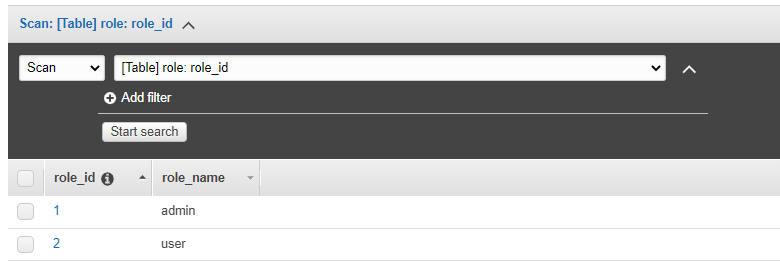 Scan: [Table] role: role_id
Scan [Table] role: role_id
Add filter
Start search
role_id role_name
1 admin
2 user